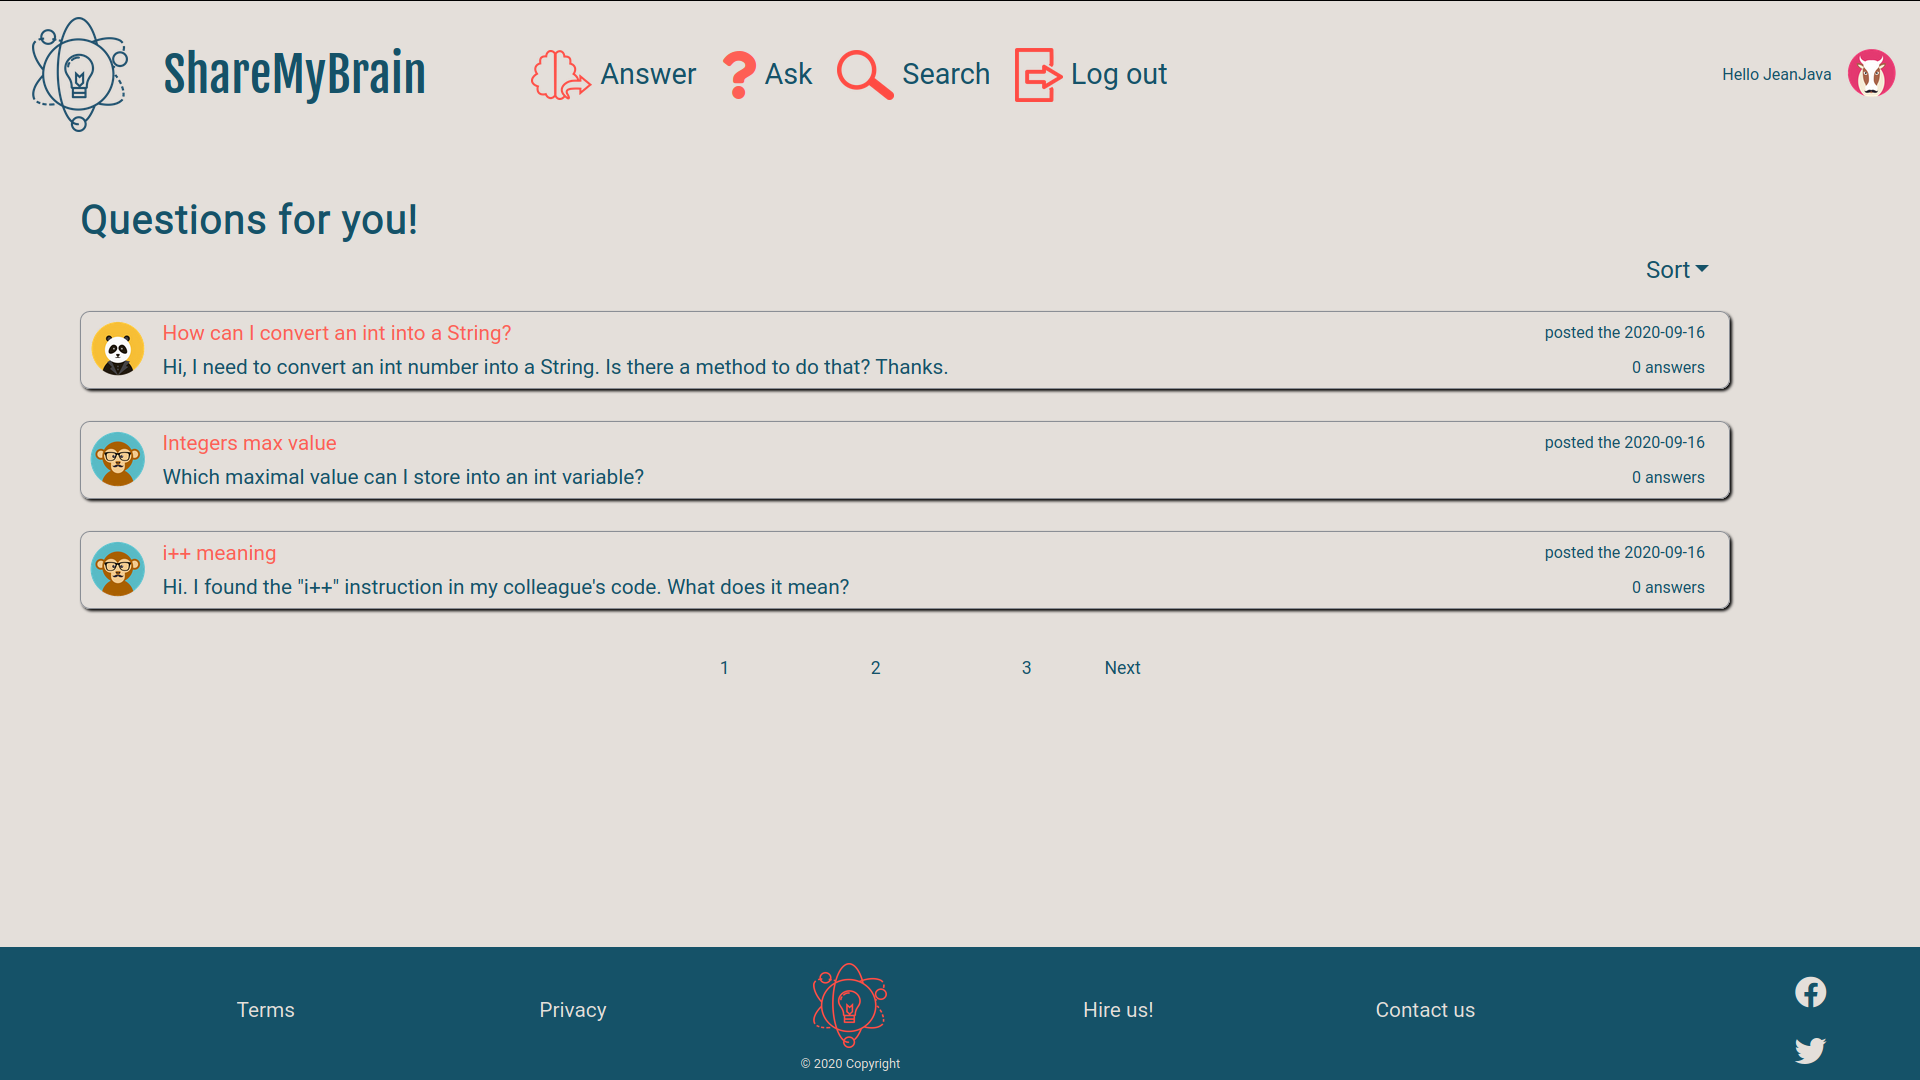 ShareMyBrain
Answer
Ask
Search
Log out
Hello JeanJava
Questions for you!
Sort
How can I convert an int into a String?
posted the 2020-09-16
Hi, I need to convert an int number into a String. Is there a method to do that? Thanks.
0 answers
Integers max value
posted the 2020-09-16
Which maximal value can I store into an int variable?
0 answers
i++ meaning
posted the 2020-09-16
Hi. I found the "i++" instruction in my colleague's code. What does it mean?
0 answers
1 2 3 Next
Terms
Privacy
© 2020 Copyright
Hire us!
Contact us